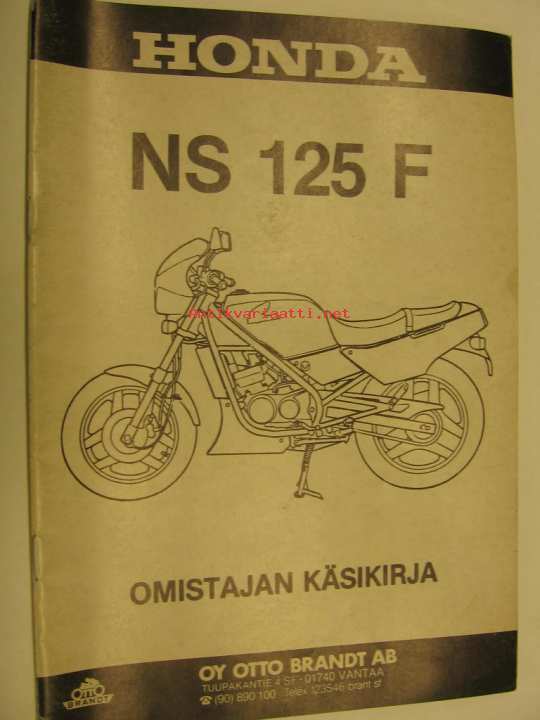 HONDA
NS 125 F
Antikvariaatti.net
OMISTAJAN KÄSIKIRJA
OY OTTO BRANDT AB
TUUPAKANTIE 4 SF - 01740 VANTAA
☎ (90) 890 100 Telex 123546 brant sf
OTTO
BRANDT